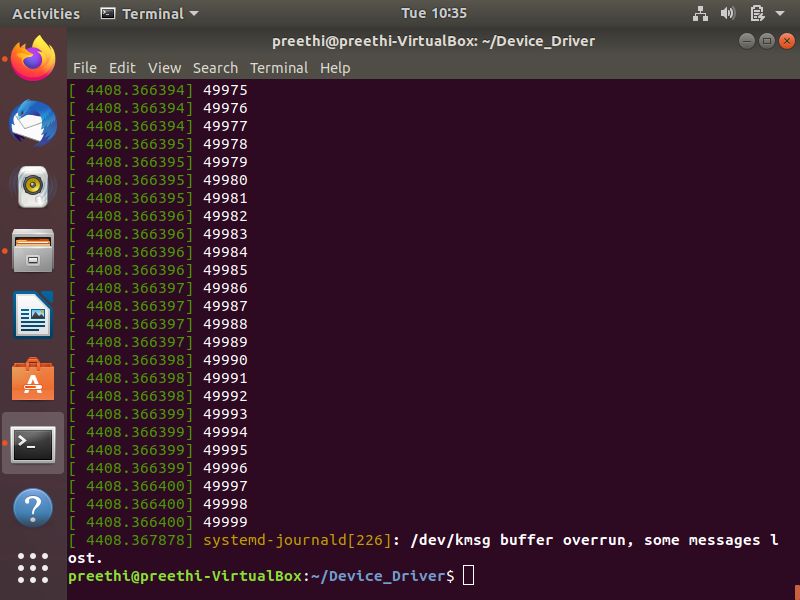 Activities Terminal Tue 10:35
preethi@preethi-VirtualBox: ~/Device_Driver
File Edit View Search Terminal Help
[ 4408.366394] 49975
[ 4408.366394] 49976
[ 4408.366394] 49977
[ 4408.366395] 49978
[ 4408.366395] 49979
[ 4408.366395] 49980
[ 4408.366395] 49981
[ 4408.366396] 49982
[ 4408.366396] 49983
[ 4408.366396] 49984
[ 4408.366396] 49985
[ 4408.366397] 49986
[ 4408.366397] 49987
[ 4408.366397] 49988
[ 4408.366397] 49989
[ 4408.366398] 49990
[ 4408.366398] 49991
[ 4408.366398] 49992
[ 4408.366399] 49993
[ 4408.366399] 49994
[ 4408.366399] 49995
[ 4408.366399] 49996
[ 4408.366400] 49997
[ 4408.366400] 49998
[ 4408.366400] 49999
[ 4408.367878] systemd-journald[226]: /dev/kmsg buffer overrun, some messages l
ost.
preethi@preethi-VirtualBox:~/Device_Driver$